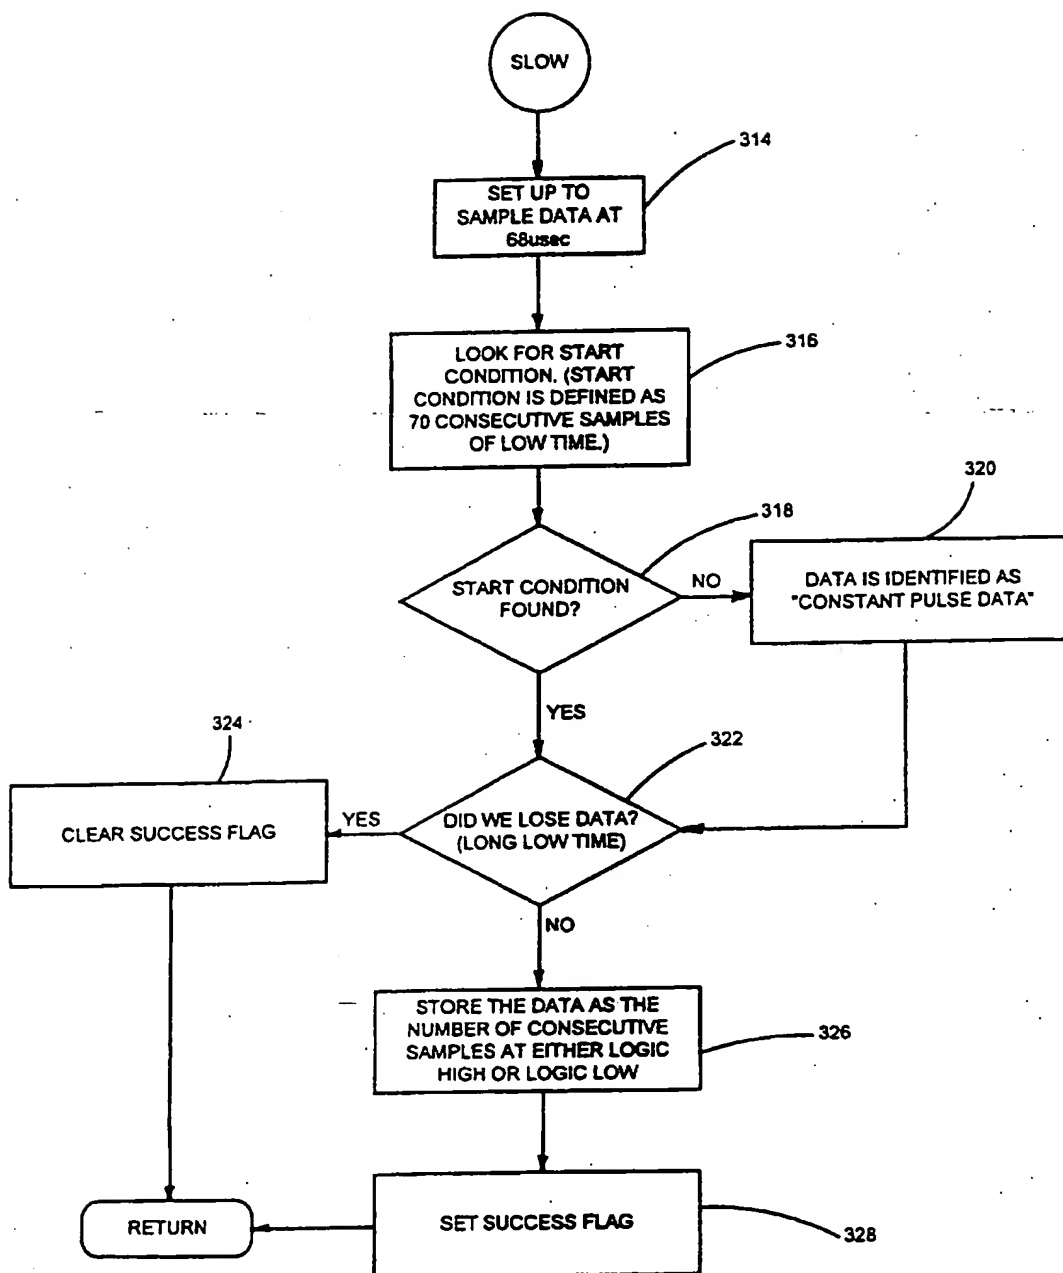 SLOW
314
SET UP TO
SAMPLE DATA AT
68usec
316
LOOK FOR START
CONDITION. (START
CONDITION IS DEFINED AS
70 CONSECUTIVE SAMPLES
OF LOW TIME.)
318
START CONDITION
FOUND?
NO
320
DATA IS IDENTIFIED AS
"CONSTANT PULSE DATA"
YES
322
DID WE LOSE DATA?
(LONG LOW TIME)
YES
324
CLEAR SUCCESS FLAG
NO
STORE THE DATA AS THE
NUMBER OF CONSECUTIVE
SAMPLES AT EITHER LOGIC
HIGH OR LOGIC LOW
326
SET SUCCESS FLAG
328
RETURN